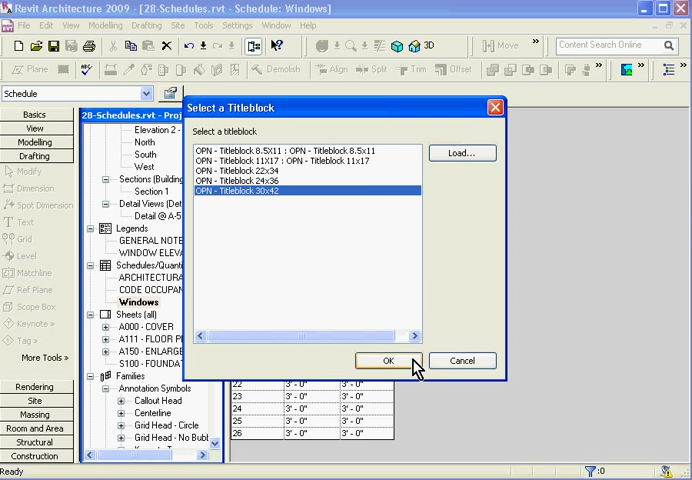 Revit Architecture 2009 - [28-Schedules.rvt - Schedule: Windows]
File Edit View Modelling Drafting Site Tools Settings Window Help
3D Move » Content Search Online
Plane Demolish Align Split Trim Offset » » »
Schedule
Basics
View
Modelling
Drafting
Modify
Dimension
Spot Dimension
Text
Grid
Level
Matchline
Ref Plane
Scope Box
Keynote »
Tag »
More Tools »
Rendering
Site
Massing
Room and Area
Structural
Construction
28-Schedules.rvt - Proj
Elevation 2 -
North
South
West
Sections (Building
Section 1
Detail Views (Det
Detail @ A-5
Legends
GENERAL NOTE
WINDOW ELEVA
Schedules/Quanti
ARCHITECTURA
CODE OCCUPAN
Windows
Sheets (all)
A000 - COVER
A111 - FLOOR P
A150 - ENLARGE
S100 - FOUNDA
Families
Annotation Symbols
Callout Head
Centerline
Grid Head - Circle
Grid Head - No Bubb
Select a Titleblock
Select a titleblock
OPN - Titleblock 8.5X11 : OPN - Titleblock 8.5x11
OPN - Titleblock 11X17 : OPN - Titleblock 11x17
OPN - Titleblock 22x34
OPN - Titleblock 24x36
OPN - Titleblock 30x42
Load...
OK Cancel
22 3' - 0" 3' - 0"
23 3' - 0" 3' - 0"
24 3' - 0" 3' - 0"
25 3' - 0" 3' - 0"
26 3' - 0" 3' - 0"
Ready :0